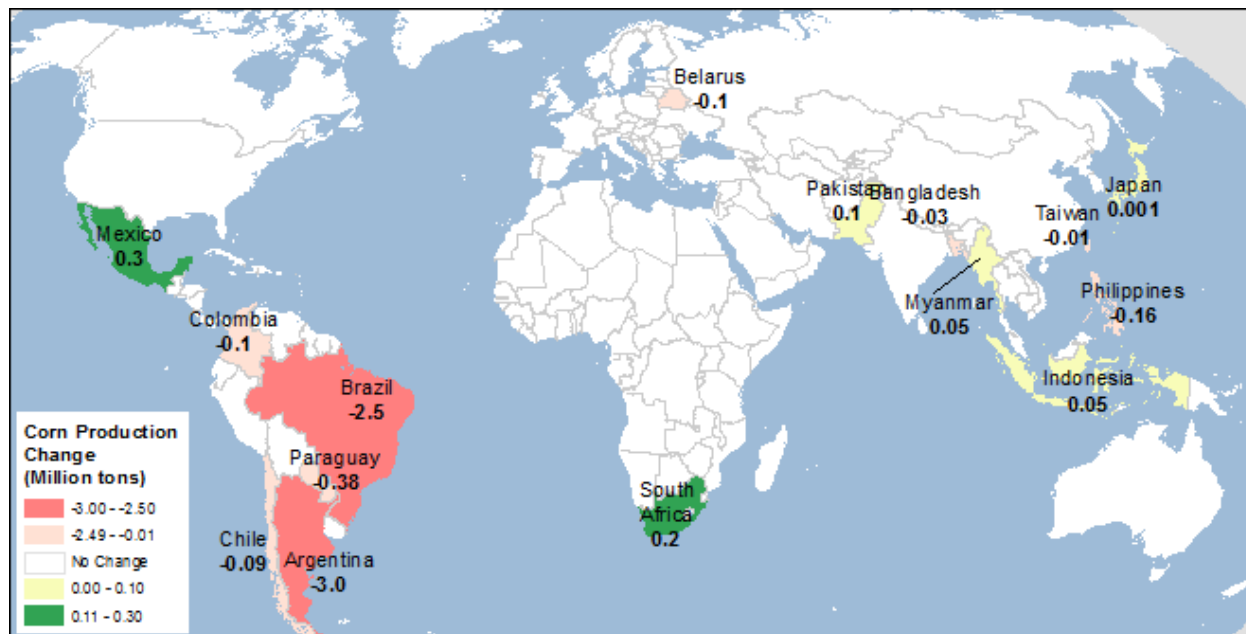 Belarus
-0.1
Pakistan
0.1
Bangladesh
-0.03
Japan
0.001
Taiwan
-0.01
Mexico
0.3
Myanmar
0.05
Philippines
-0.16
Colombia
-0.1
Indonesia
0.05
Brazil
-2.5
Paraguay
-0.38
South
Africa
0.2
Chile
-0.09
Argentina
-3.0
Corn Production
Change
(Million tons)
-3.00 - -2.50
-2.49 - -0.01
No Change
0.00 - 0.10
0.11 - 0.30